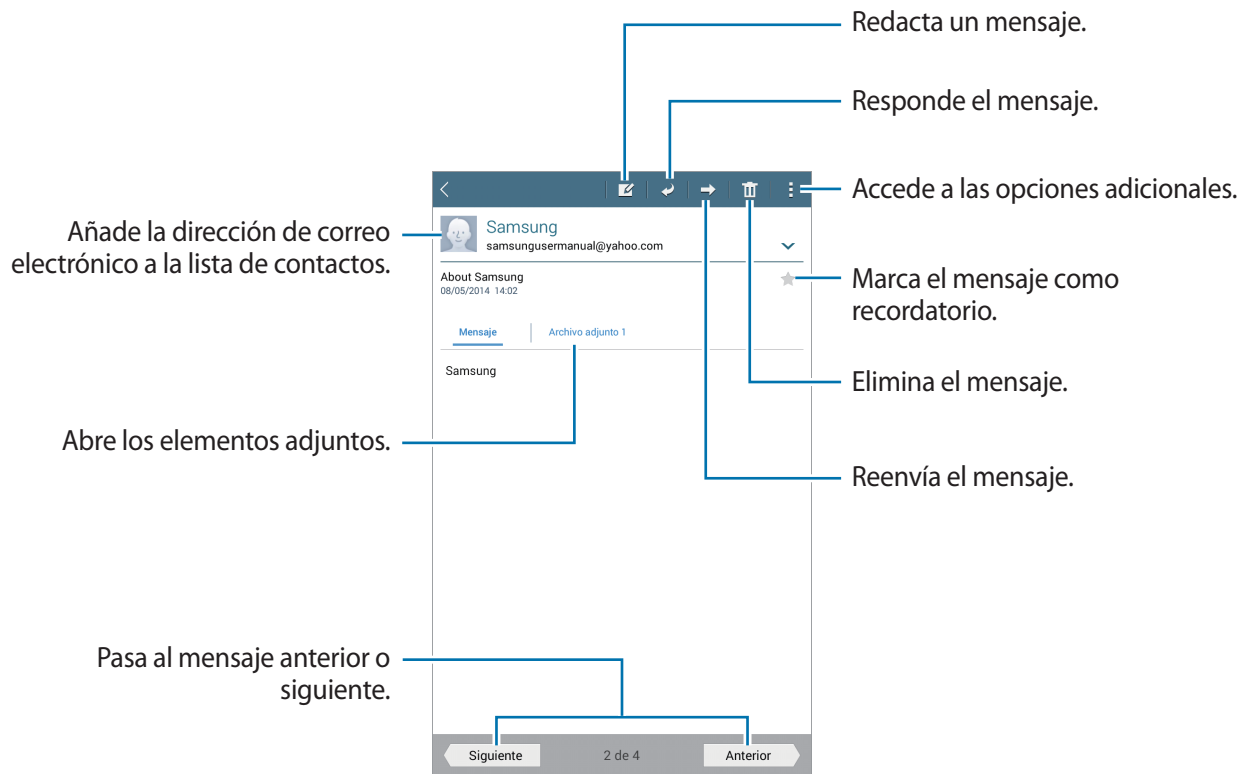 Redacta un mensaje.
Responde el mensaje.
Accede a las opciones adicionales.
Añade la dirección de correo
electrónico a la lista de contactos.
Samsung
samsungusermanual@yahoo.com
About Samsung
08/05/2014 14:02
Marca el mensaje como
recordatorio.
Mensaje
Archivo adjunto 1
Samsung
Elimina el mensaje.
Abre los elementos adjuntos.
Reenvía el mensaje.
Pasa al mensaje anterior o
siguiente.
Siguiente
2 de 4
Anterior